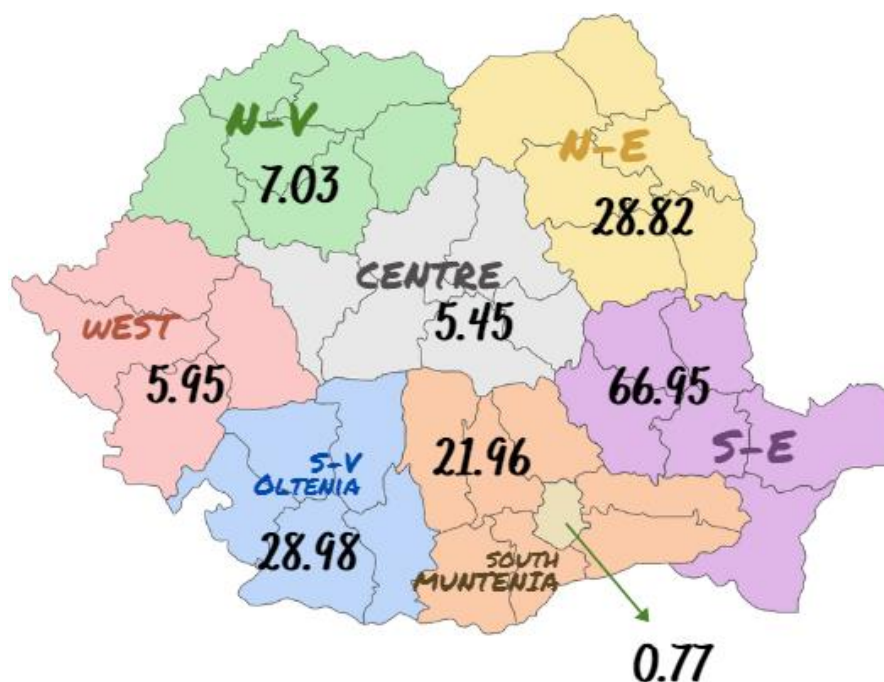 N-V
7.03
N-E
28.82
CENTRE
5.45
WEST
5.95
66.95
S-E
S-V
OLTENIA
28.98
21.96
SOUTH
MUNTENIA
0.77